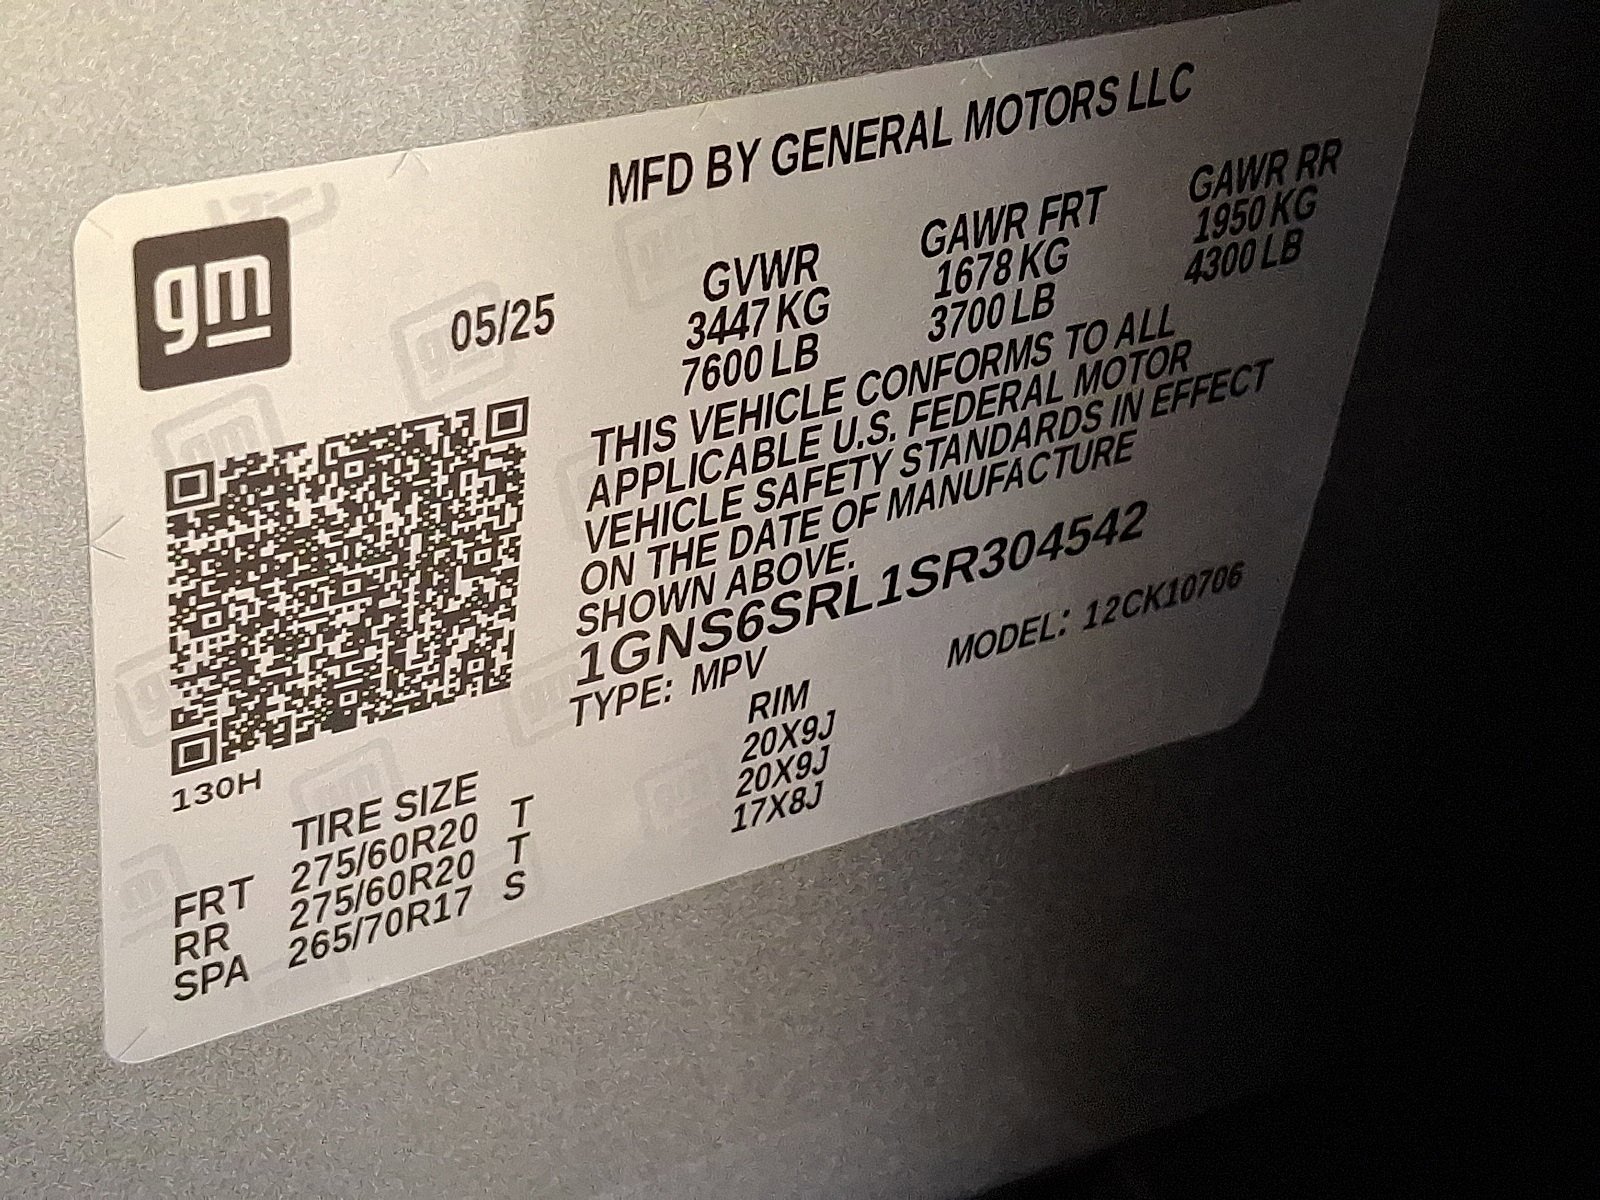 MFD BY GENERAL MOTORS LLC
gm
05/25
GVWR GAWR FRT GAWR RR
3447 KG 1678 KG 1950 KG
7600 LB 3700 LB 4300 LB
THIS VEHICLE CONFORMS TO ALL
APPLICABLE U.S. FEDERAL MOTOR
VEHICLE SAFETY STANDARDS IN EFFECT
ON THE DATE OF MANUFACTURE
SHOWN ABOVE.
1GNS6SRL1SR304542
TYPE: MPV MODEL: 12CK10706
130H
TIRE SIZE RIM
FRT 275/60R20 T 20X9J
RR 275/60R20 T 20X9J
SPA 265/70R17 S 17X8J